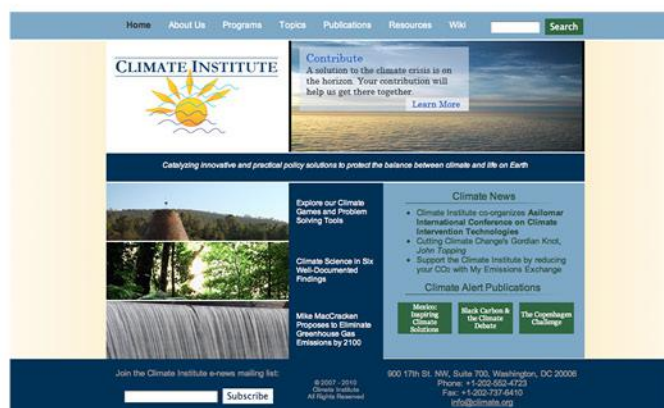 Home About Us Programs Topics Publications Resources Wiki Search
CLIMATE INSTITUTE
Contribute
A solution to the climate crisis is on
the horizon. Your contribution will
help us get there together.
Learn More
Catalyzing innovative and practical policy solutions to protect the balance between climate and life on Earth
Explore our Climate
Games and Problem
Solving Tools
Climate Science in Six
Well-Documented
Findings
Mike MacCracken
Proposes to Eliminate
Greenhouse Gas
Emissions by 2100
Climate News
• Climate Institute co-organizes Asilomar
International Conference on Climate
Intervention Technologies
• Cutting Climate Change's Gordian Knot,
John Topping
• Support the Climate Institute by reducing
your CO2 with My Emissions Exchange
Climate Alert Publications
Mexico:
Inspiring
Climate
Solutions
Black Carbon &
the Climate
Debate
The Copenhagen
Challenge
Join the Climate Institute e-news mailing list:
Subscribe
© 2007 - 2010
Climate Institute
All Rights Reserved
900 17th St. NW, Suite 700, Washington, DC 20006
Phone: +1-202-552-4723
Fax: +1-202-737-6410
info@climate.org